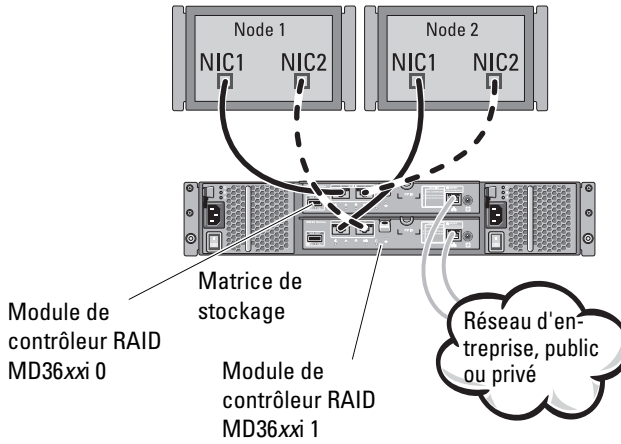 Node 1
Node 2
NIC1
NIC2
NIC1
NIC2
Matrice de
stockage
Module de
contrôleur RAID
MD36xxi 0
Module de
contrôleur RAID
MD36xxi 1
Réseau d'en-
treprise, public
ou privé